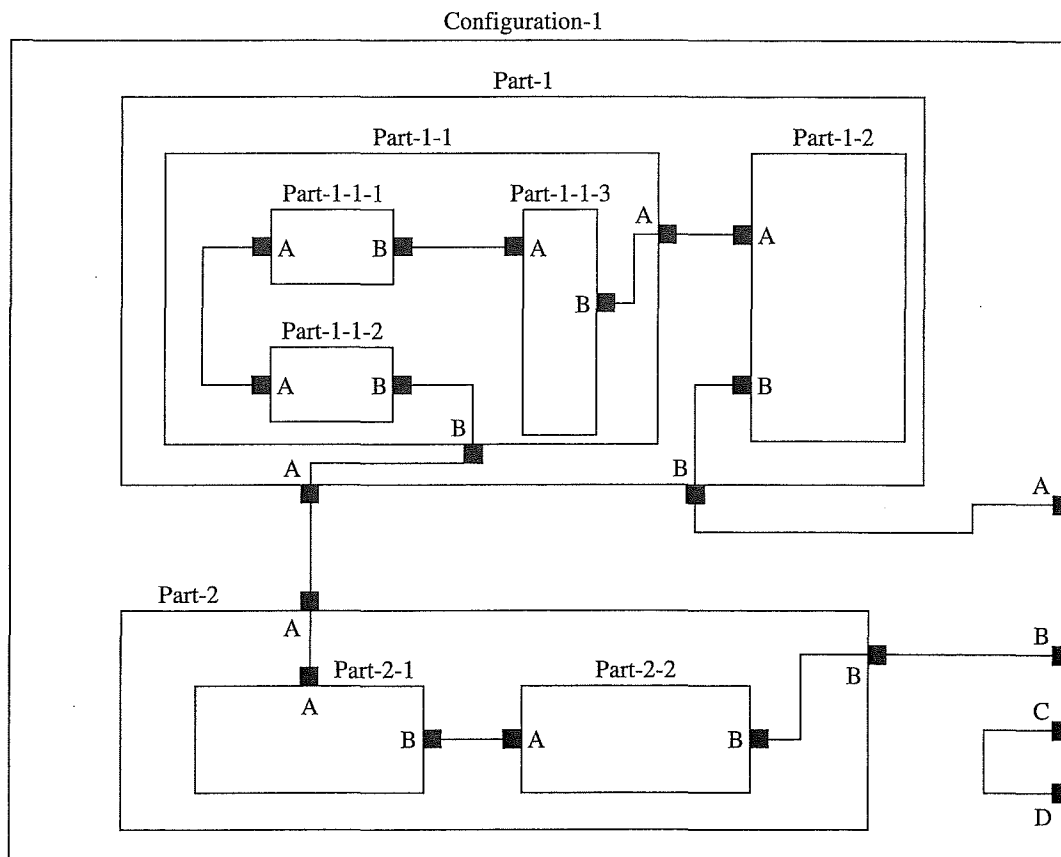 Configuration-1
Part-1
Part-1-1
Part-1-2
Part-1-1-1
Part-1-1-3
A
A
B
A
A
A
B
B
Part-1-1-2
A
B
B
B
A
B
A
Part-2
A
B
B
Part-2-1
Part-2-2
A
C
B
A
B
D